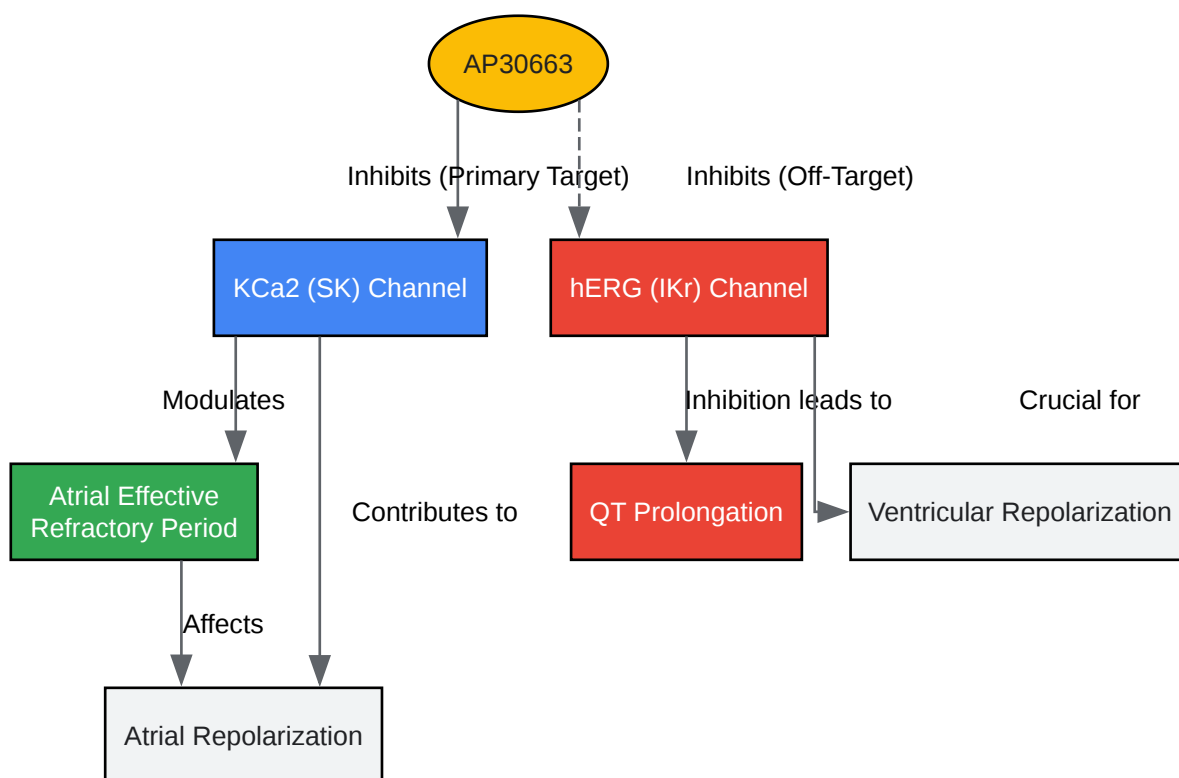 AP30663
Inhibits (Primary Target)
Inhibits (Off-Target)
KCa2 (SK) Channel
hERG (IKr) Channel
Modulates
Inhibition leads to
Crucial for
Atrial Effective
Refractory Period
Contributes to
QT Prolongation
Ventricular Repolarization
Affects
Atrial Repolarization